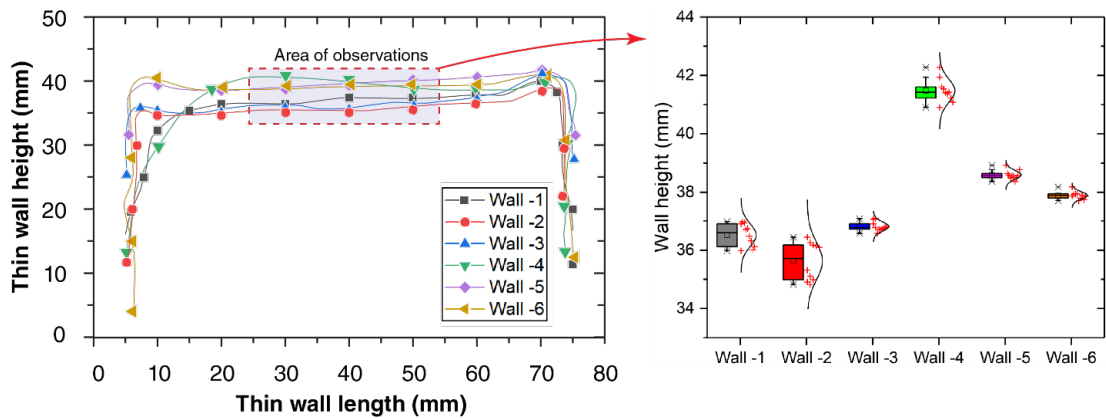 Thin wall height (mm)
50
40
30
20
10
0
Area of observations
Wall -1
Wall -2
Wall -3
Wall -4
Wall -5
Wall -6
0 10 20 30 40 50 60 70 80
Thin wall length (mm)
Wall height (mm)
44
42
40
38
36
34
33
Wall -1 Wall -2 Wall -3 Wall -4 Wall -5 Wall -6